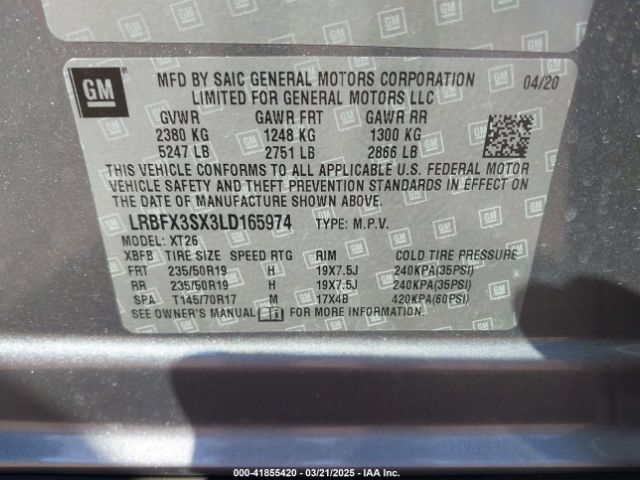 GM
MFD BY SAIC GENERAL MOTORS CORPORATION 04/20
LIMITED FOR GENERAL MOTORS LLC
GVWR GAWR FRT GAWR RR
2380 KG 1248 KG 1300 KG
5247 LB 2751 LB 2866 LB
THIS VEHICLE CONFORMS TO ALL APPLICABLE U.S. FEDERAL MOTOR
VEHICLE SAFETY AND THEFT PREVENTION STANDARDS IN EFFECT ON
THE DATE OF MANUFACTURE SHOWN ABOVE.
LRBFX3SX3LD165974 TYPE: M.P.V.
MODEL: XT26
XBFB TIRE SIZE SPEED RTG RIM COLD TIRE PRESSURE
FRT 235/50R19 H 19X7.5J 240KPA(35PSI)
RR 235/50R19 H 19X7.5J 240KPA(35PSI)
SPA T145/70R17 M 17X4B 420KPA(60PSI)
SEE OWNER'S MANUAL FOR MORE INFORMATION.
000-41855420 — 03/21/2025 — IAA Inc.